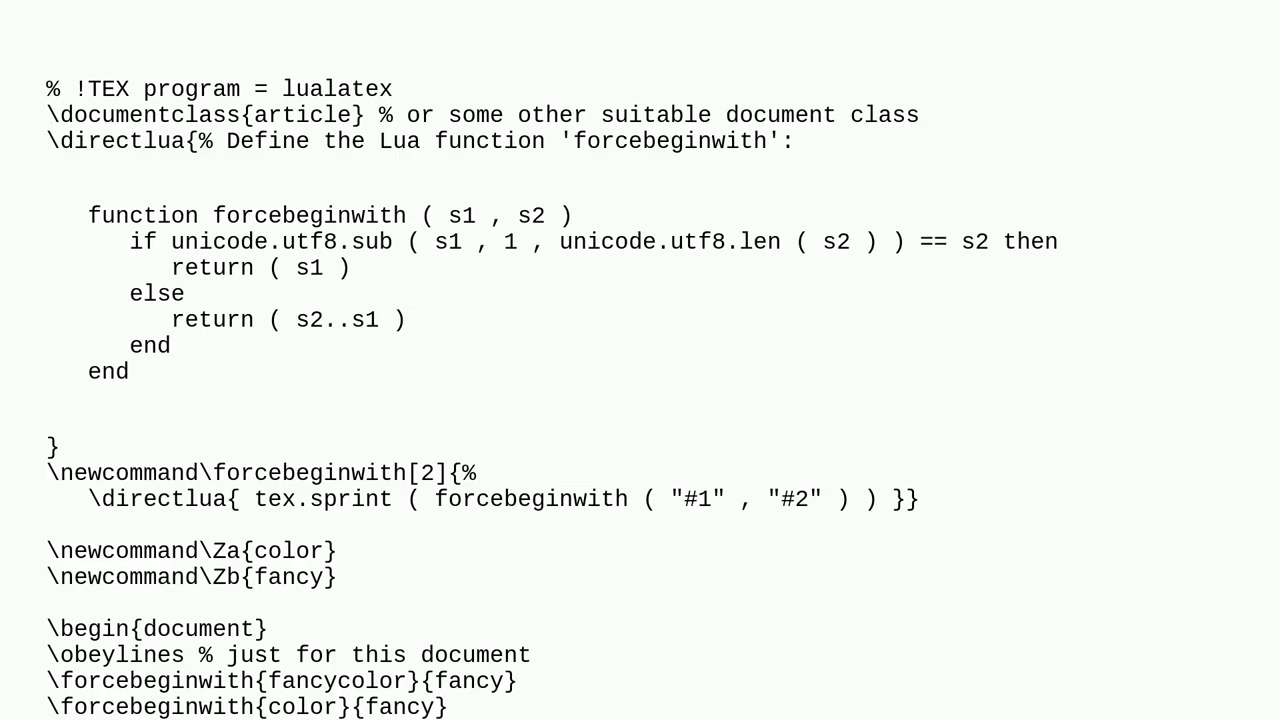 % !TEX program = lualatex
\documentclass{article} % or some other suitable document class
\directlua{% Define the Lua function 'forcebeginwith':
function forcebeginwith ( s1 , s2 )
if unicode.utf8.sub ( s1 , 1 , unicode.utf8.len ( s2 ) ) == s2 then
return ( s1 )
else
return ( s2..s1 )
end
end
}
\newcommand\forcebeginwith[2]{%
\directlua{ tex.sprint ( forcebeginwith ( "#1" , "#2" ) ) }}
\newcommand\Za{color}
\newcommand\Zb{fancy}
\begin{document}
\obeylines % just for this document
\forcebeginwith{fancycolor}{fancy}
\forcebeginwith{color}{fancy}